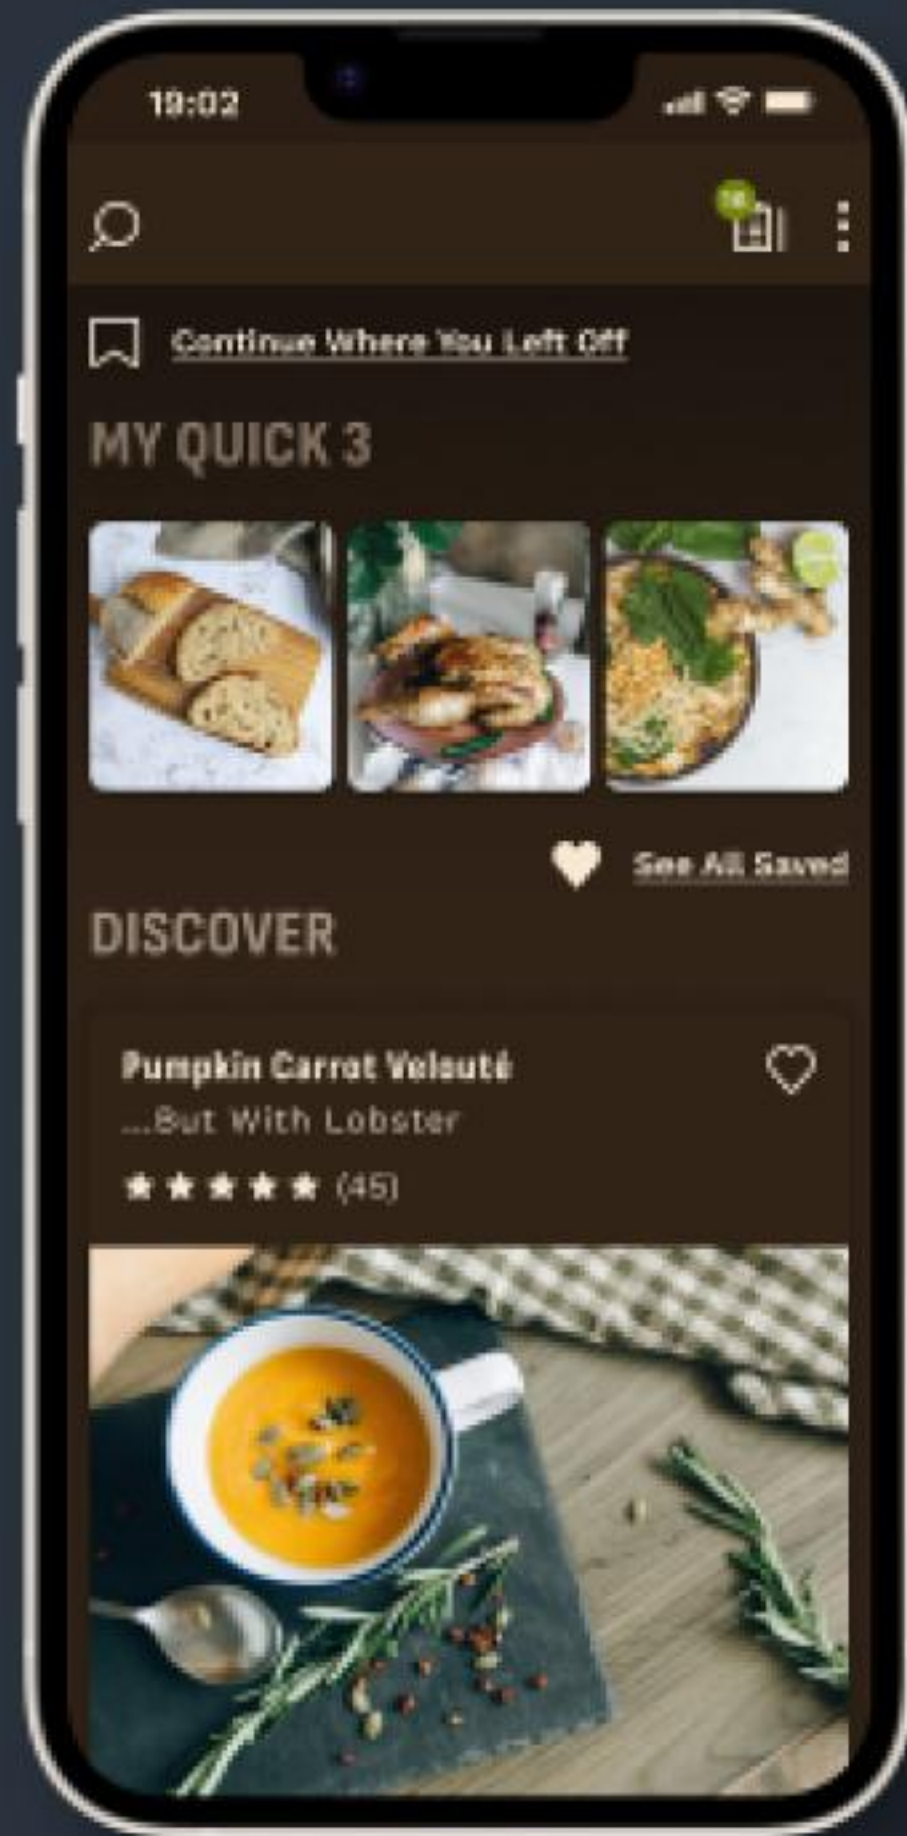 19:02
Continue Where You Left Off
MY QUICK 3
See All Saved
DISCOVER
Pumpkin Carrot Velouté
...But With Lobster
(45)